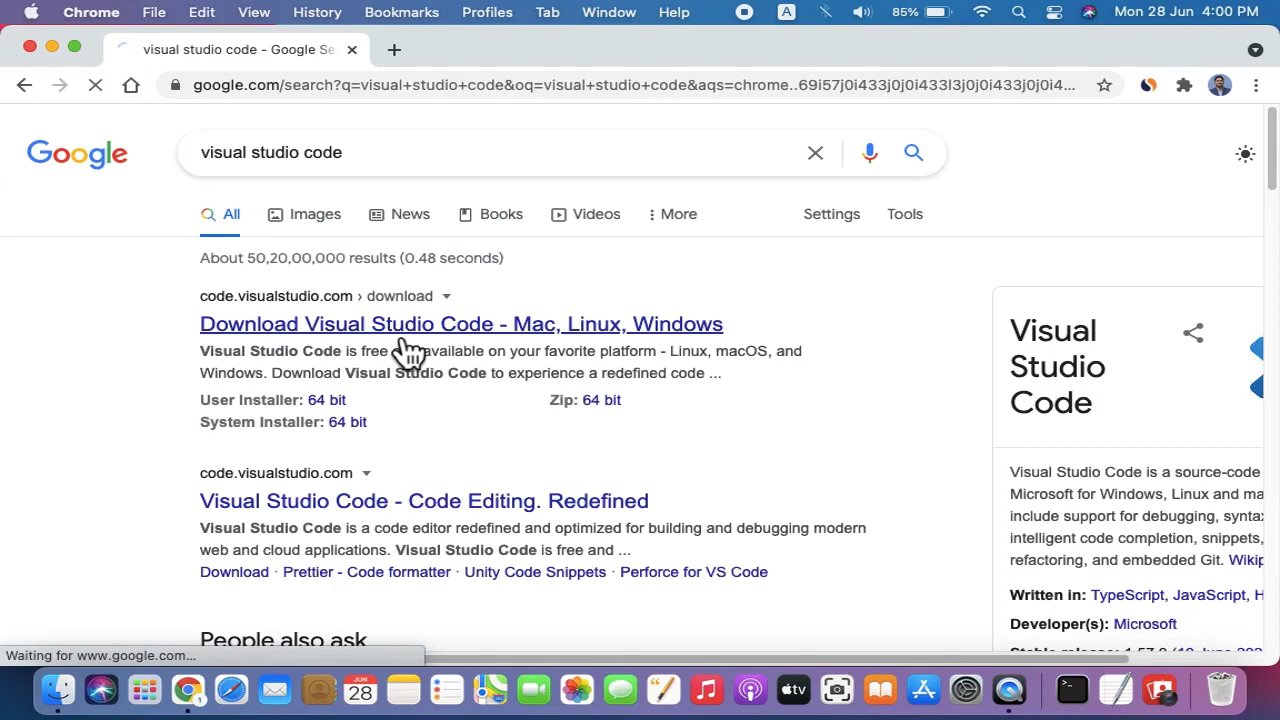 Chrome File Edit View History Bookmarks Profiles Tab Window Help A 85% Mon 28 Jun 4:00 PM
visual studio code - Google Se
google.com/search?q=visual+studio+code&oq=visual+studio+code&aqs=chrome..69i57j0i433j0j0i433l3j0j0i433j0j0i4...
Google visual studio code
All Images News Books Videos More Settings Tools
About 50,20,00,000 results (0.48 seconds)
code.visualstudio.com › download
Download Visual Studio Code - Mac, Linux, Windows
Visual Studio Code is free available on your favorite platform - Linux, macOS, and
Windows. Download Visual Studio Code to experience a redefined code ...
User Installer: 64 bit Zip: 64 bit
System Installer: 64 bit
code.visualstudio.com
Visual Studio Code - Code Editing. Redefined
Visual Studio Code is a code editor redefined and optimized for building and debugging modern
web and cloud applications. Visual Studio Code is free and ...
Download · Prettier - Code formatter · Unity Code Snippets · Perforce for VS Code
People also ask
Visual
Studio
Code
Visual Studio Code is a source-code
Microsoft for Windows, Linux and ma
include support for debugging, synta
intelligent code completion, snippets,
refactoring, and embedded Git. Wikip
Written in: TypeScript, JavaScript, H
Developer(s): Microsoft
Waiting for www.google.com...
JUN
28
1
tv